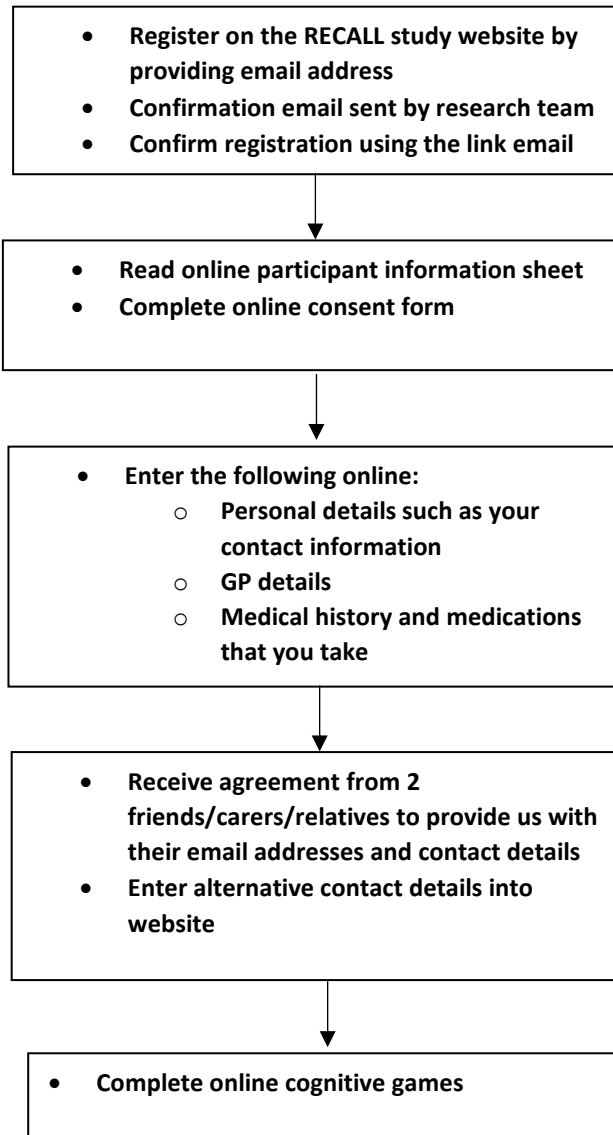 • Register on the RECALL study website by
providing email address
• Confirmation email sent by research team
• Confirm registration using the link email
• Read online participant information sheet
• Complete online consent form
• Enter the following online:
o Personal details such as your
contact information
o GP details
o Medical history and medications
that you take
• Receive agreement from 2
friends/carers/relatives to provide us with
their email addresses and contact details
• Enter alternative contact details into
website
• Complete online cognitive games